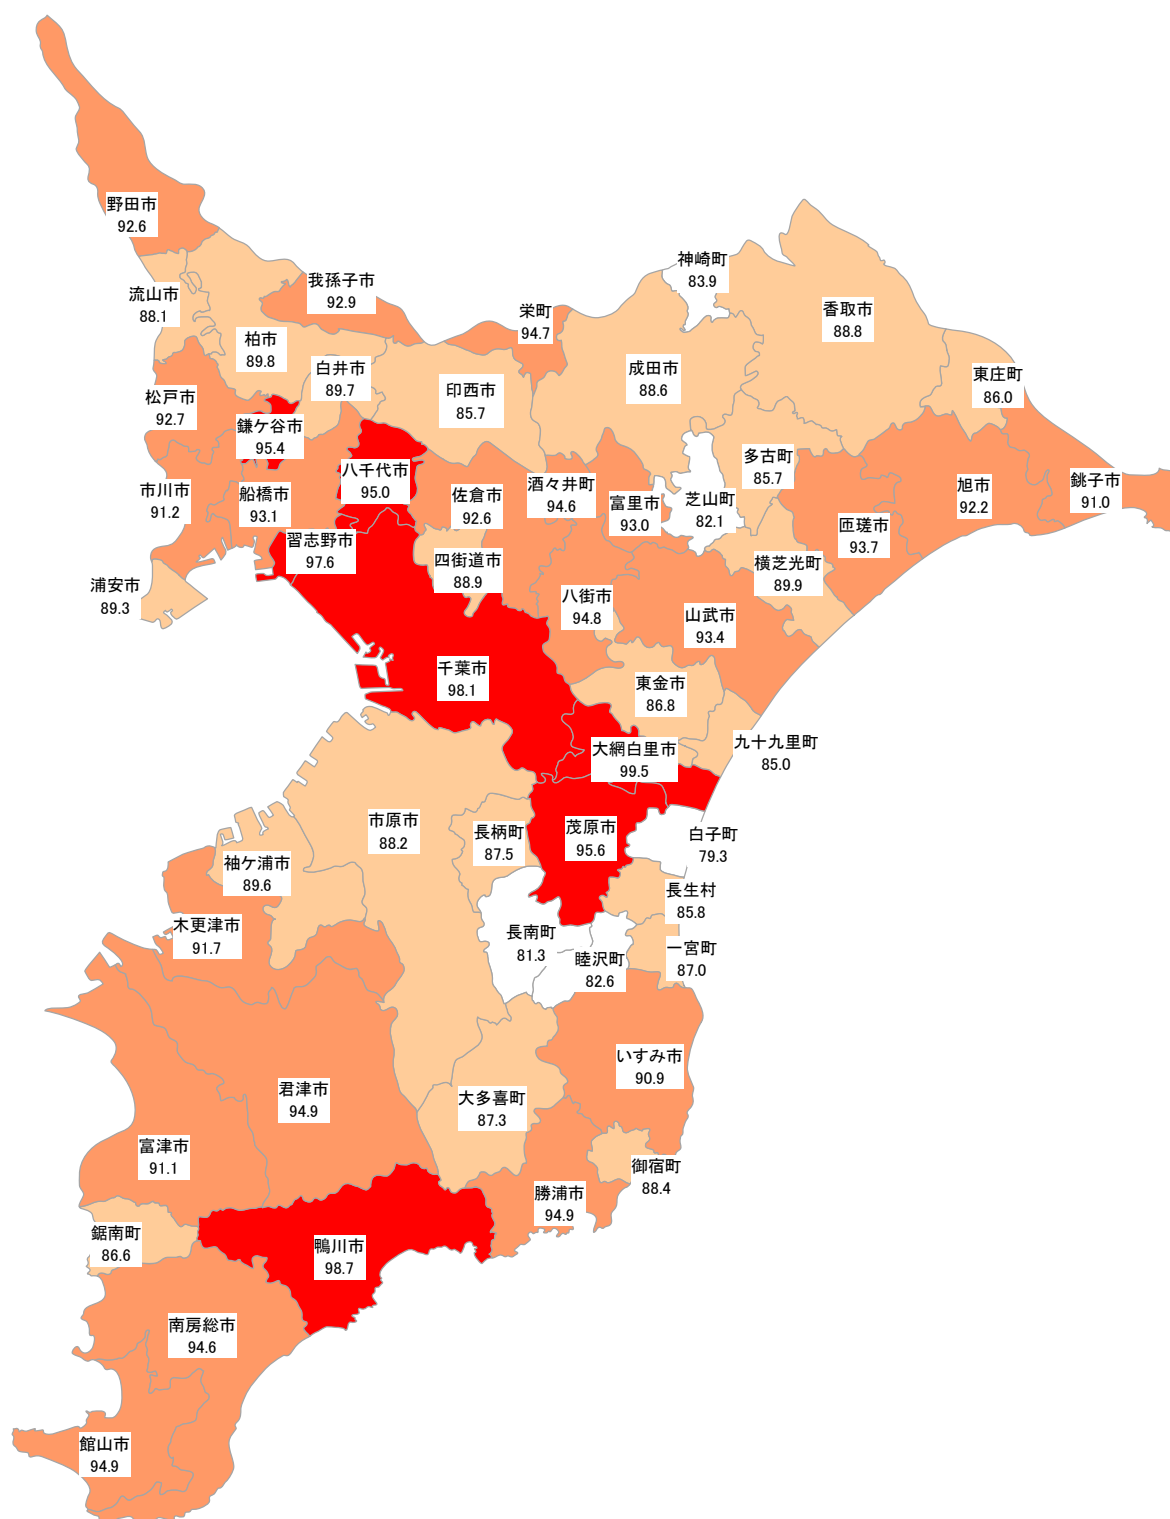 野田市
92.6
神崎町
83.9
我孫子市
92.9
流山市
88.1
栄町
94.7
香取市
88.8
柏市
89.8
白井市
89.7
成田市
88.6
印西市
85.7
東庄町
86.0
松戸市
92.7
鎌ケ谷市
95.4
八千代市
95.0
多古町
85.7
市川市
91.2
船橋市
93.1
佐倉市
92.6
酒々井町
94.6
富里市
93.0
芝山町
82.1
旭市
92.2
銚子市
91.0
匝瑳市
93.7
習志野市
97.6
四街道市
88.9
横芝光町
89.9
浦安市
89.3
八街市
94.8
山武市
93.4
千葉市
98.1
東金市
86.8
大網白里市
99.5
九十九里町
85.0
市原市
88.2
長柄町
87.5
茂原市
95.6
白子町
79.3
袖ケ浦市
89.6
長生村
85.8
木更津市
91.7
長南町
81.3
睦沢町
82.6
一宮町
87.0
いすみ市
90.9
君津市
94.9
大多喜町
87.3
富津市
91.1
御宿町
88.4
勝浦市
94.9
鋸南町
86.6
鴨川市
98.7
南房総市
94.6
館山市
94.9